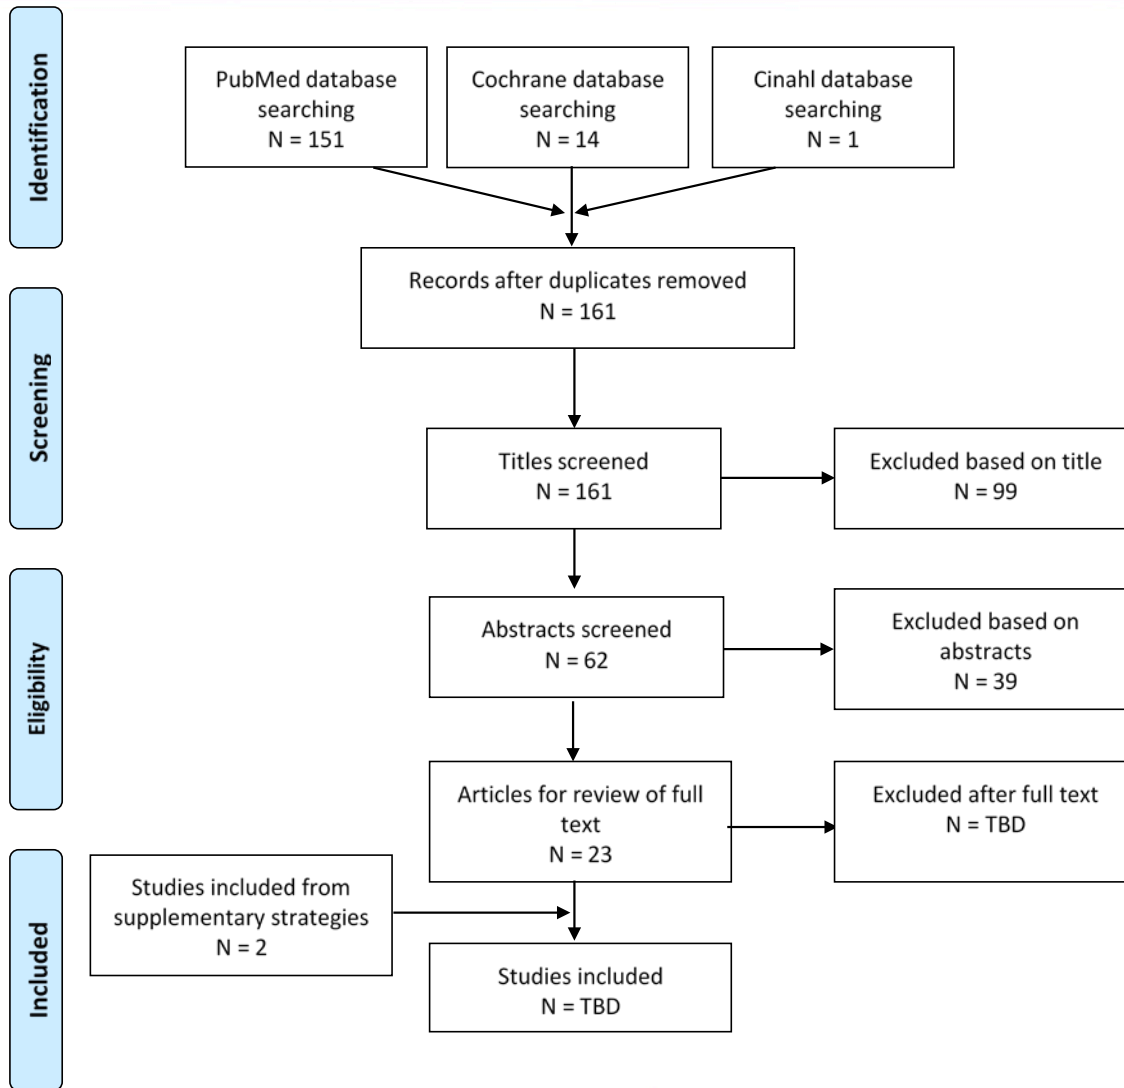 Identification
PubMed database
searching
N = 151
Cochrane database
searching
N = 14
Cinahl database
searching
N = 1
Records after duplicates removed
N = 161
Screening
Titles screened
N = 161
Excluded based on title
N = 99
Eligibility
Abstracts screened
N = 62
Excluded based on
abstracts
N = 39
Articles for review of full
text
N = 23
Excluded after full text
N = TBD
Included
Studies included from
supplementary strategies
N = 2
Studies included
N = TBD